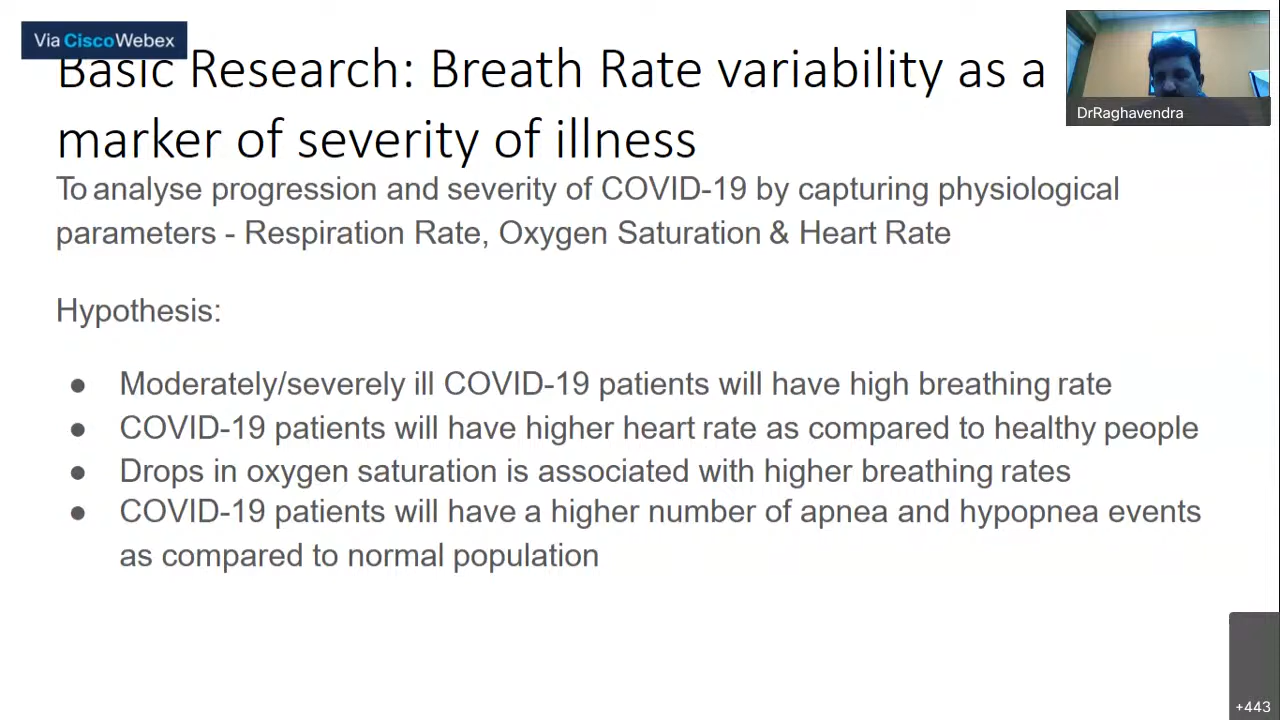 Via CiscoWebex
Basic Research: Breath Rate variability as a
marker of severity of illness
DrRaghavendra
To analyse progression and severity of COVID-19 by capturing physiological
parameters - Respiration Rate, Oxygen Saturation & Heart Rate
Hypothesis:
● Moderately/severely ill COVID-19 patients will have high breathing rate
● COVID-19 patients will have higher heart rate as compared to healthy people
● Drops in oxygen saturation is associated with higher breathing rates
● COVID-19 patients will have a higher number of apnea and hypopnea events
as compared to normal population
+443